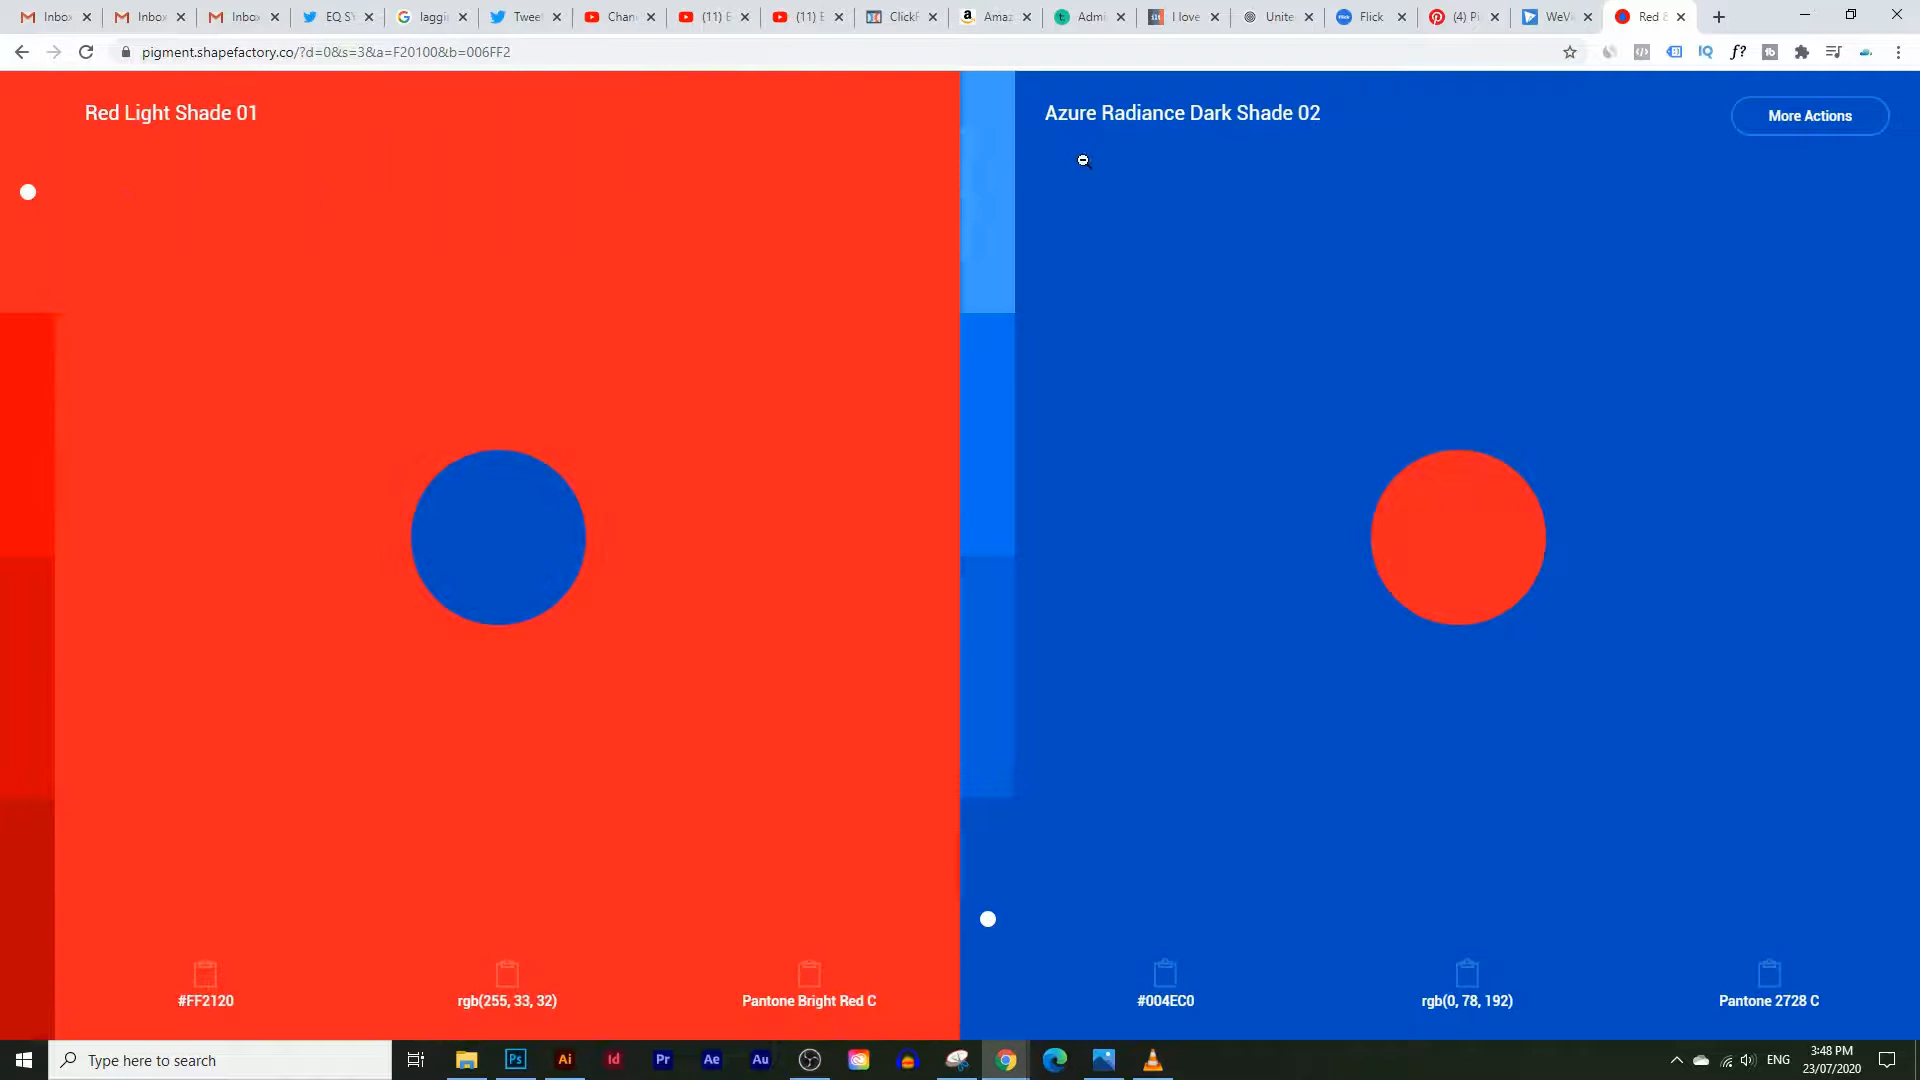 Inbox
Inbox
Inbox
EQ SY
laggi
Tweet
Chan
(11) E
(11) E
ClickF
Amaz
Admi
I love
Unite
Flick
(4) Pi
WeVi
Red &
pigment.shapefactory.co/?d=0&s=3&a=F20100&b=006FF2
Red Light Shade 01
Azure Radiance Dark Shade 02
More Actions
#FF2120
rgb(255, 33, 32)
Pantone Bright Red C
#004EC0
rgb(0, 78, 192)
Pantone 2728 C
Type here to search
Ps
Ai
Id
Pr
Ae
Au
ENG
3:48 PM
23/07/2020